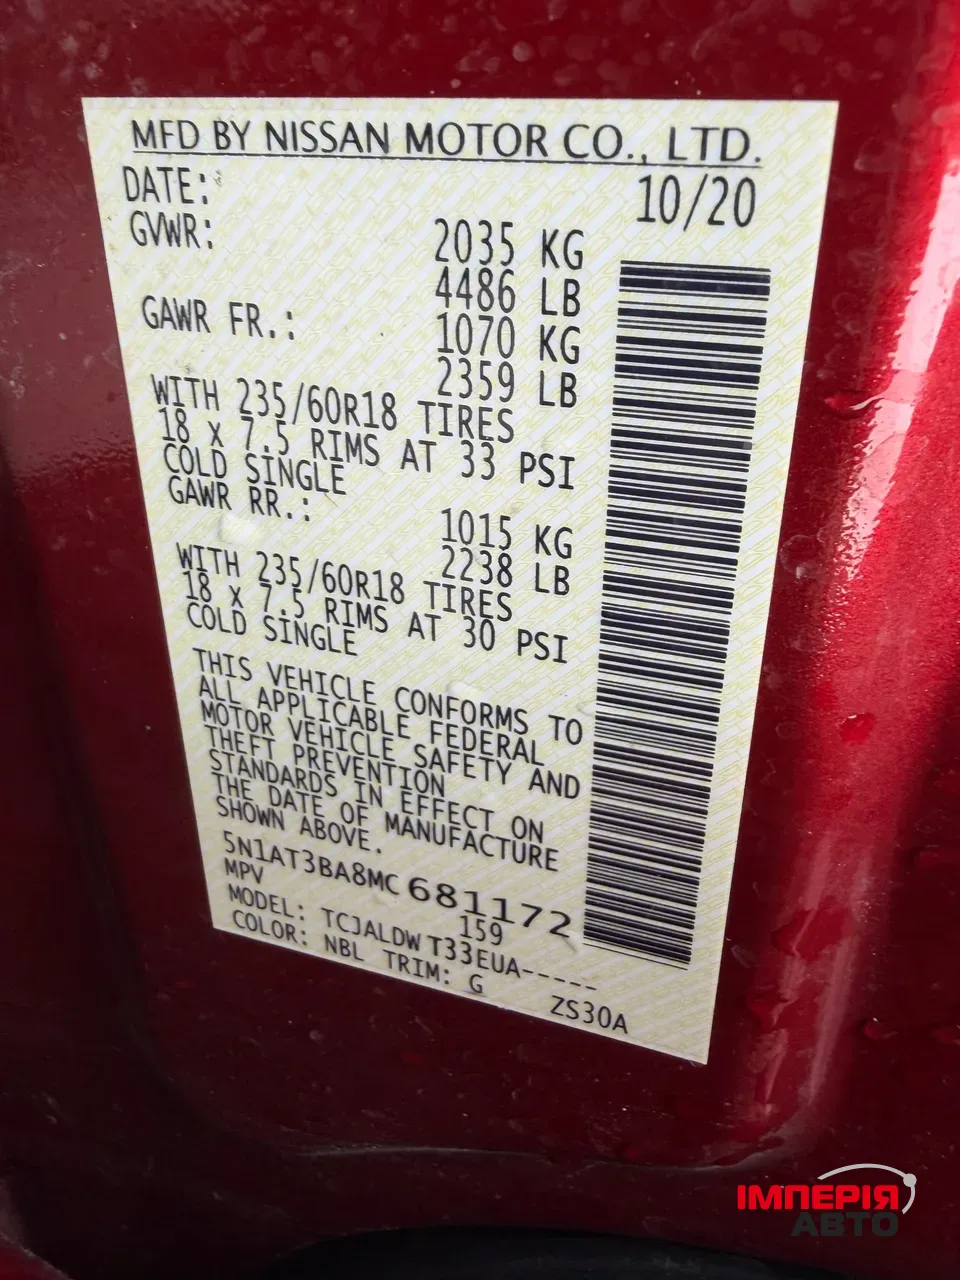 MFD BY NISSAN MOTOR CO., LTD.
DATE: 10/20
GVWR: 2035 KG
4486 LB
GAWR FR.: 1070 KG
2359 LB
WITH 235/60R18 TIRES
18 x 7.5 RIMS AT 33 PSI
COLD SINGLE
GAWR RR.: 1015 KG
2238 LB
WITH 235/60R18 TIRES
18 x 7.5 RIMS AT 30 PSI
COLD SINGLE
THIS VEHICLE CONFORMS TO
ALL APPLICABLE FEDERAL
MOTOR VEHICLE SAFETY AND
THEFT PREVENTION
STANDARDS IN EFFECT ON
THE DATE OF MANUFACTURE
SHOWN ABOVE.
5N1AT3BA8MC 681172
MPV 159
MODEL: TCJALDW T33EUA-----
COLOR: NBL TRIM: G ZS30A
ІМПЕРІЯ
АВТО